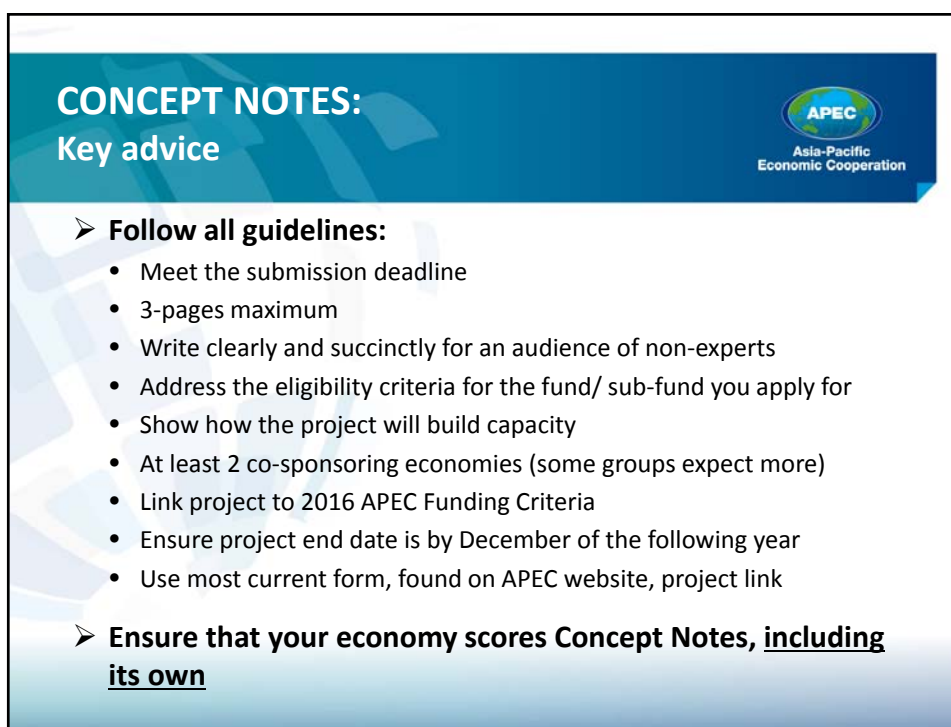 CONCEPT NOTES:
Key advice
APEC
Asia-Pacific
Economic Cooperation
➢ Follow all guidelines:
• Meet the submission deadline
• 3-pages maximum
• Write clearly and succinctly for an audience of non-experts
• Address the eligibility criteria for the fund/ sub-fund you apply for
• Show how the project will build capacity
• At least 2 co-sponsoring economies (some groups expect more)
• Link project to 2016 APEC Funding Criteria
• Ensure project end date is by December of the following year
• Use most current form, found on APEC website, project link
➢ Ensure that your economy scores Concept Notes, including
its own